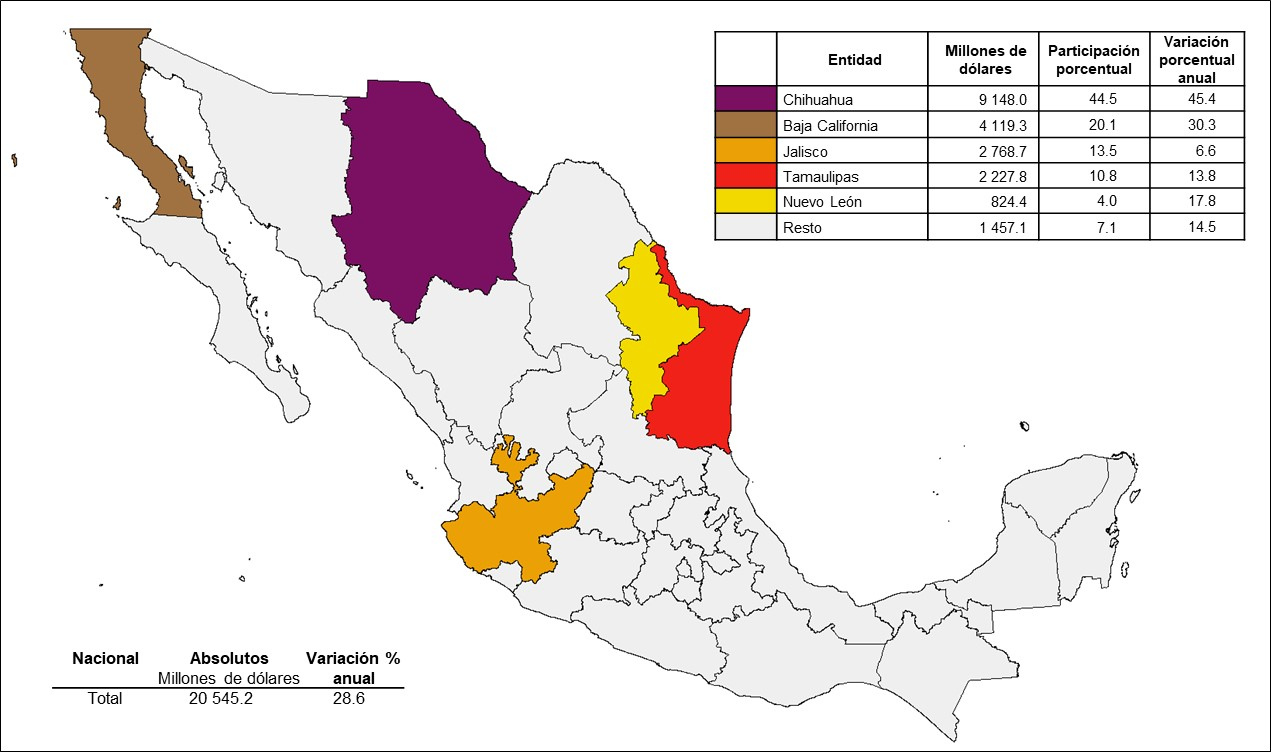 Entidad Millones de dólares Participación porcentual Variación porcentual anual
Chihuahua 9 148.0 44.5 45.4
Baja California 4 119.3 20.1 30.3
Jalisco 2 768.7 13.5 6.6
Tamaulipas 2 227.8 10.8 13.8
Nuevo León 824.4 4.0 17.8
Resto 1 457.1 7.1 14.5
Nacional Absolutos Variación %
Millones de dólares anual
Total 20 545.2 28.6